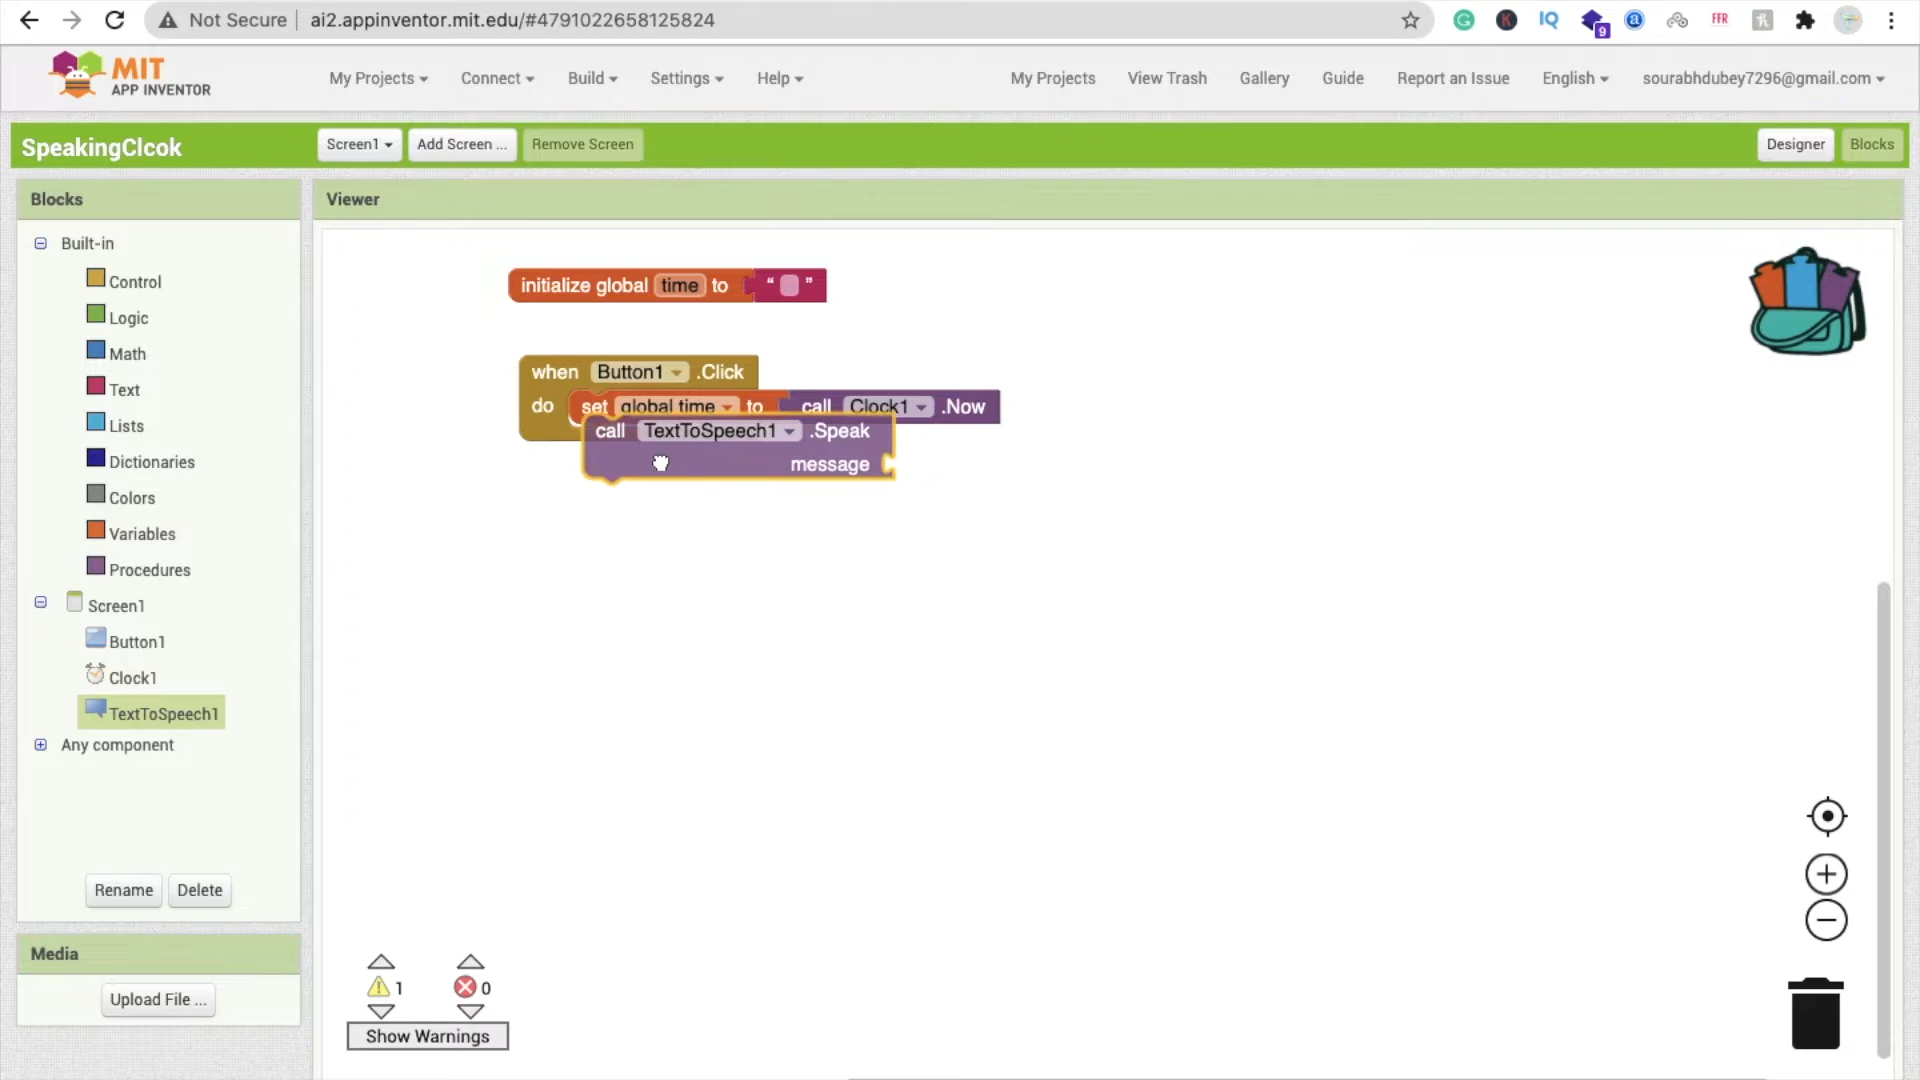 Not Secure | ai2.appinventor.mit.edu/#4791022658125824
9
FFR
MIT APP INVENTOR
My Projects Connect Build Settings Help My Projects View Trash Gallery Guide Report an Issue English sourabhdubey7296@gmail.com
SpeakingClcok Screen1 Add Screen ... Remove Screen Designer Blocks
Blocks
Viewer
Built-in
Control
Logic
Math
Text
Lists
Dictionaries
Colors
Variables
Procedures
Screen1
Button1
Clock1
TextToSpeech1
Any component
Rename Delete
Media
Upload File ...
initialize global time to “ ”
when Button1 .Click
do set global time to call Clock1 .Now
call TextToSpeech1 .Speak
message
1 0
Show Warnings